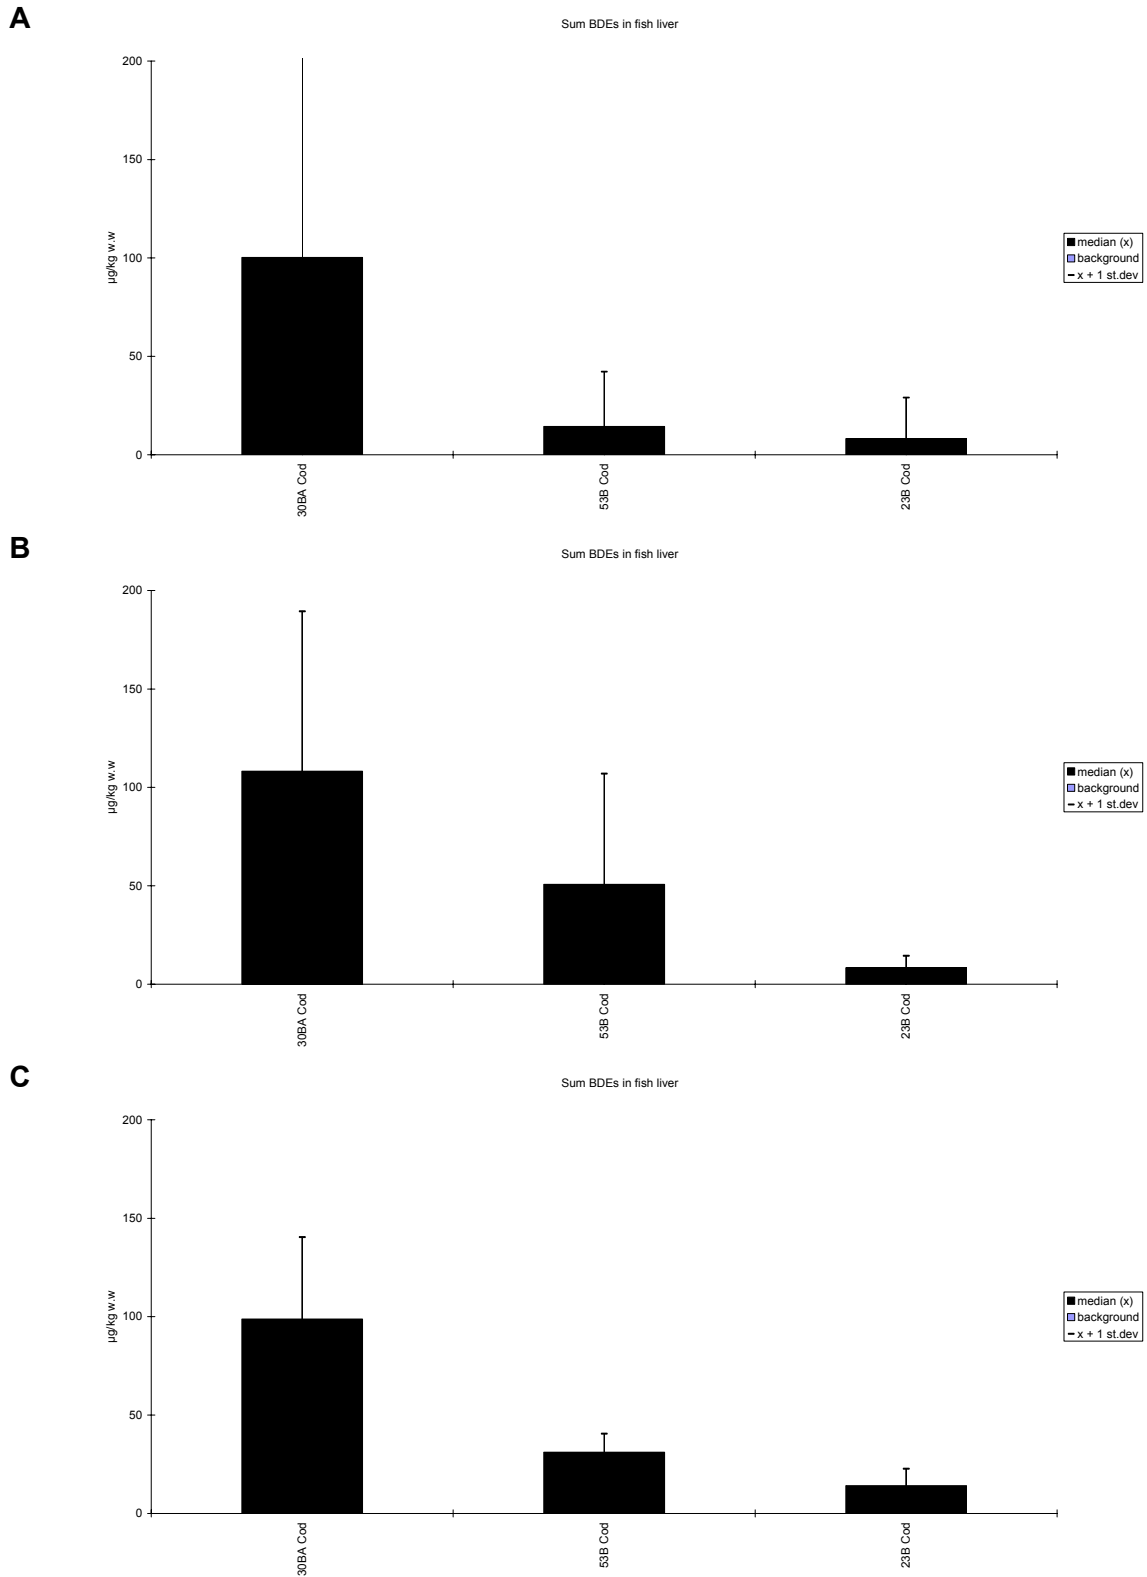 A
Sum BDEs in fish liver
200
150
100
50
0
µg/kg w.w
30BA Cod
53B Cod
23B Cod
median (x)
background
x + 1 st.dev
B
Sum BDEs in fish liver
200
150
100
50
0
µg/kg w.w
30BA Cod
53B Cod
23B Cod
median (x)
background
x + 1 st.dev
C
Sum BDEs in fish liver
200
150
100
50
0
µg/kg w.w
30BA Cod
53B Cod
23B Cod
median (x)
background
x + 1 st.dev